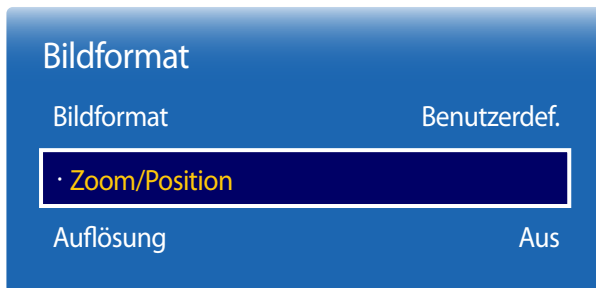 Bildformat
Bildformat Benutzerdef.
· Zoom/Position
Auflösung Aus